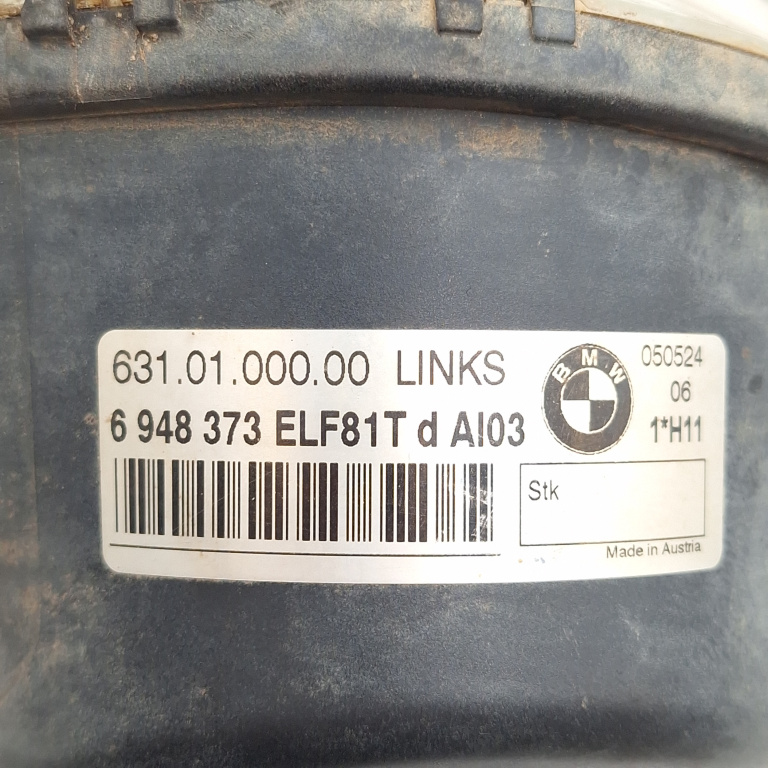 631.01.000.00 LINKS
6 948 373 ELF81T d AI03
BMW
050524
06
1*H11
Stk
Made in Austria